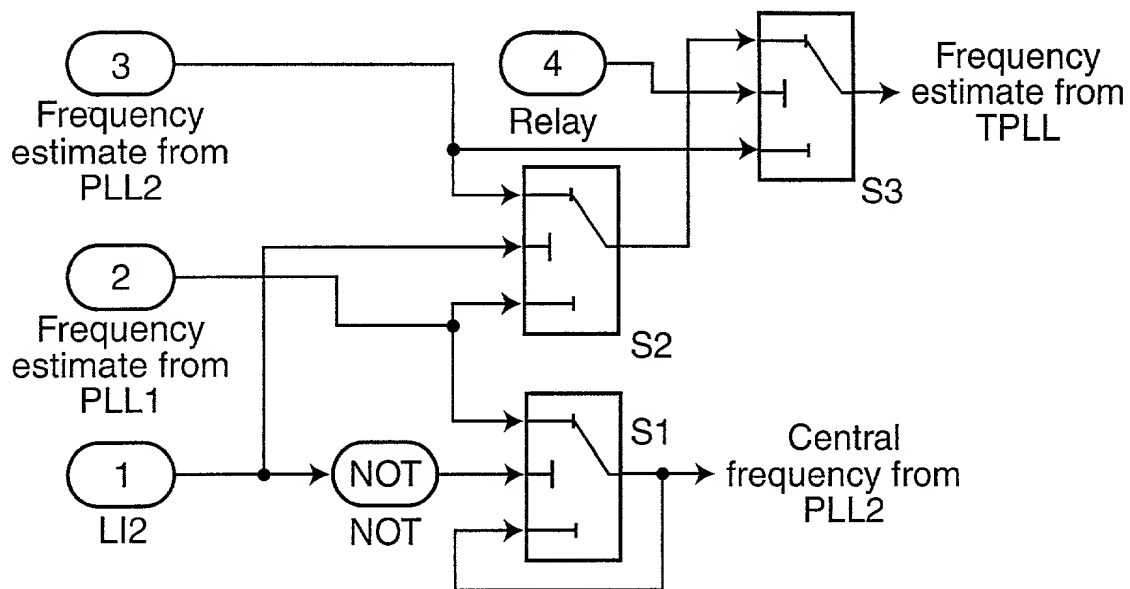 3
Frequency
estimate from
PLL2
4
Relay
Frequency
estimate from
TPLL
S3
2
Frequency
estimate from
PLL1
S2
1
LI2
NOT
NOT
S1
Central
frequency from
PLL2